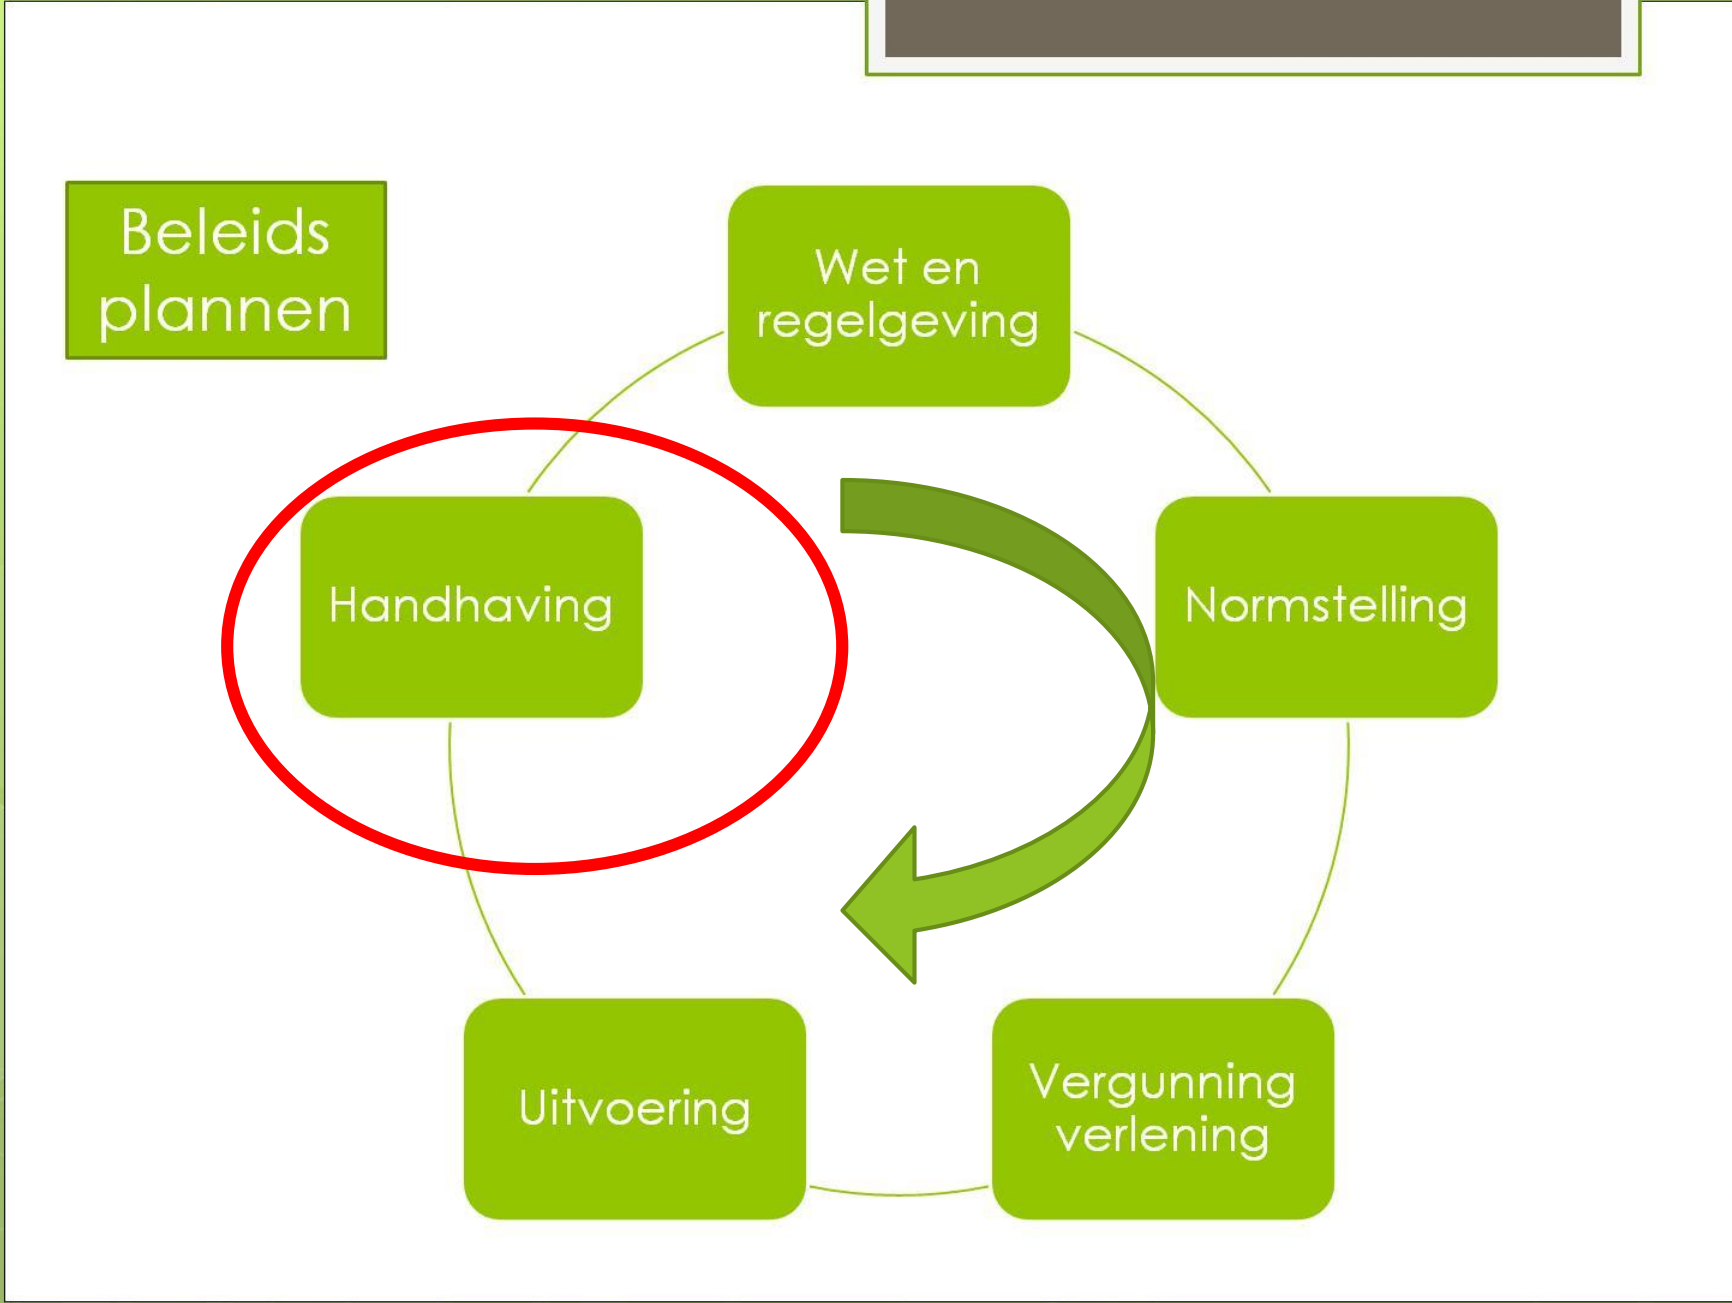 Beleids
plannen
Wet en
regelgeving
Handhaving
Normstelling
Uitvoering
Vergunning
verlening